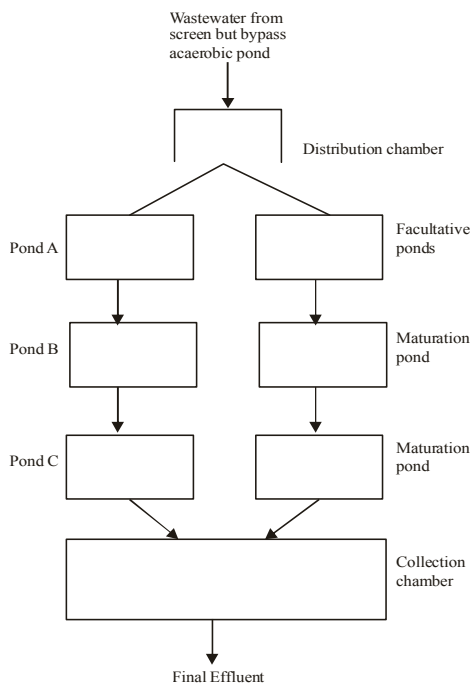 Wastewater from
screen but bypass
acaerobic pond
Distribution chamber
Pond A
Facultative
ponds
Pond B
Maturation
pond
Pond C
Maturation
pond
Collection
chamber
Final Effluent